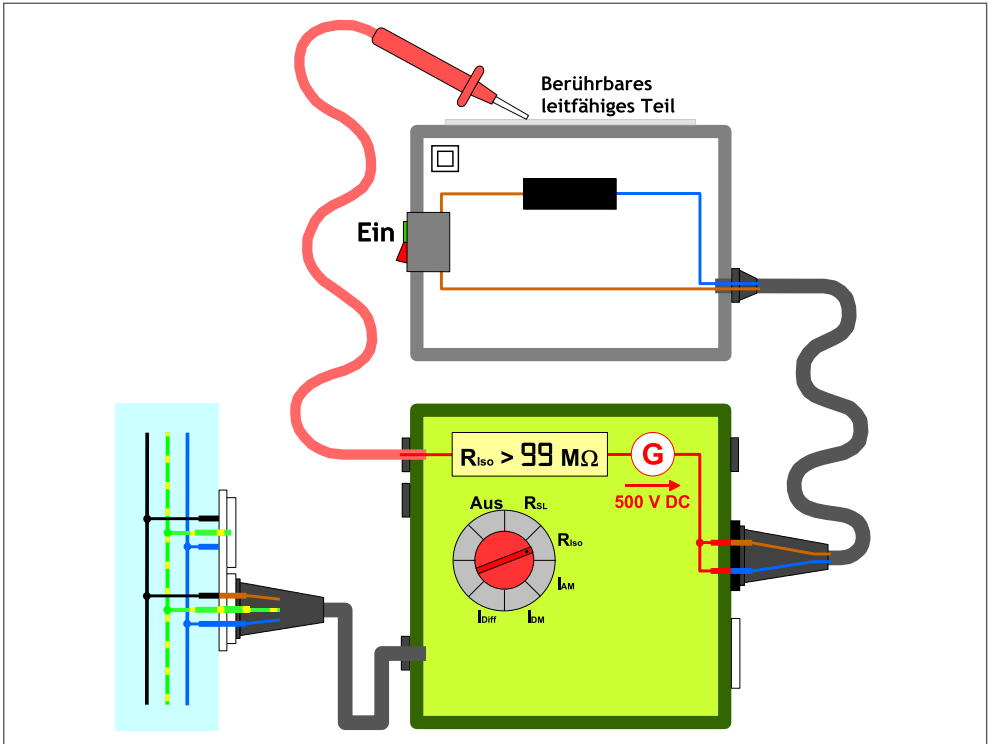 Berührbares
leitfähiges Teil
Ein
RIso > 99 MΩ
G
500 V DC
Aus
RSL
RIso
IAM
IDM
IDiff